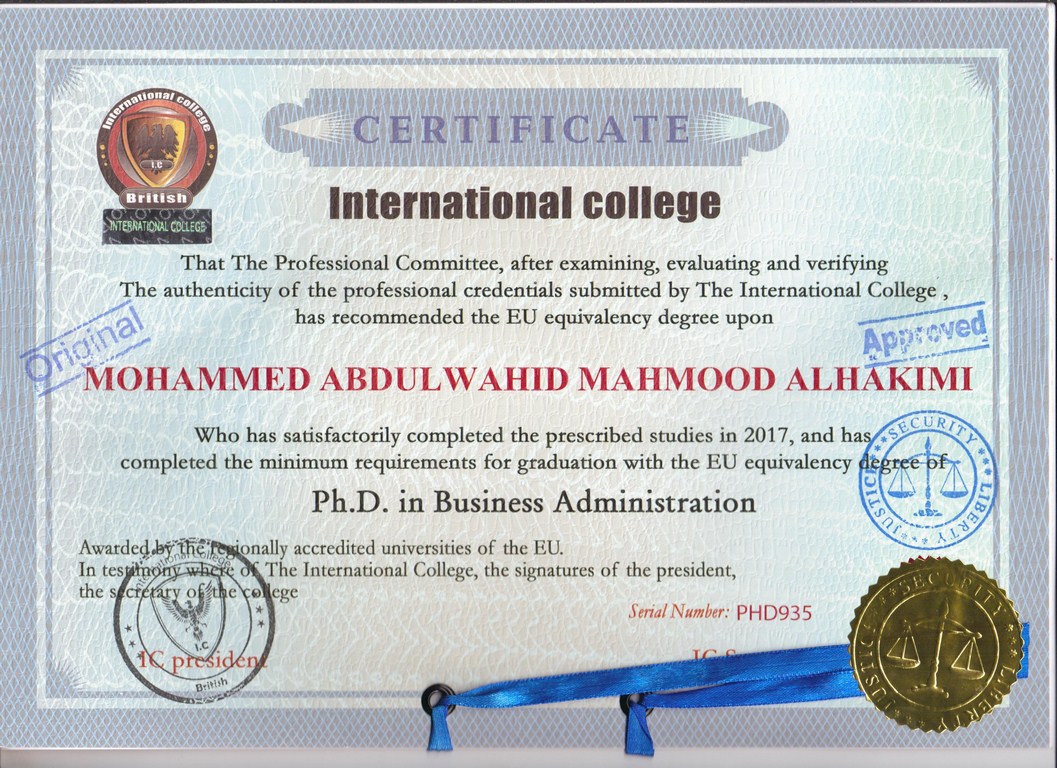 International college
I.C
British
INTERNATIONAL COLLEGE
CERTIFICATE
International college
That The Professional Committee, after examining, evaluating and verifying
The authenticity of the professional credentials submitted by The International College ,
has recommended the EU equivalency degree upon
Original
Approved
MOHAMMED ABDULWAHID MAHMOOD ALHAKIMI
Who has satisfactorily completed the prescribed studies in 2017, and has
completed the minimum requirements for graduation with the EU equivalency degree of
SECURITY
JUSTICE
LIBERTY
Ph.D. in Business Administration
Awarded by the regionally accredited universities of the EU.
In testimony where of The International College, the signatures of the president,
the secretary of the college
International college
I.C
British
Serial Number: PHD935
IC president
SECURITY
LIBERTY